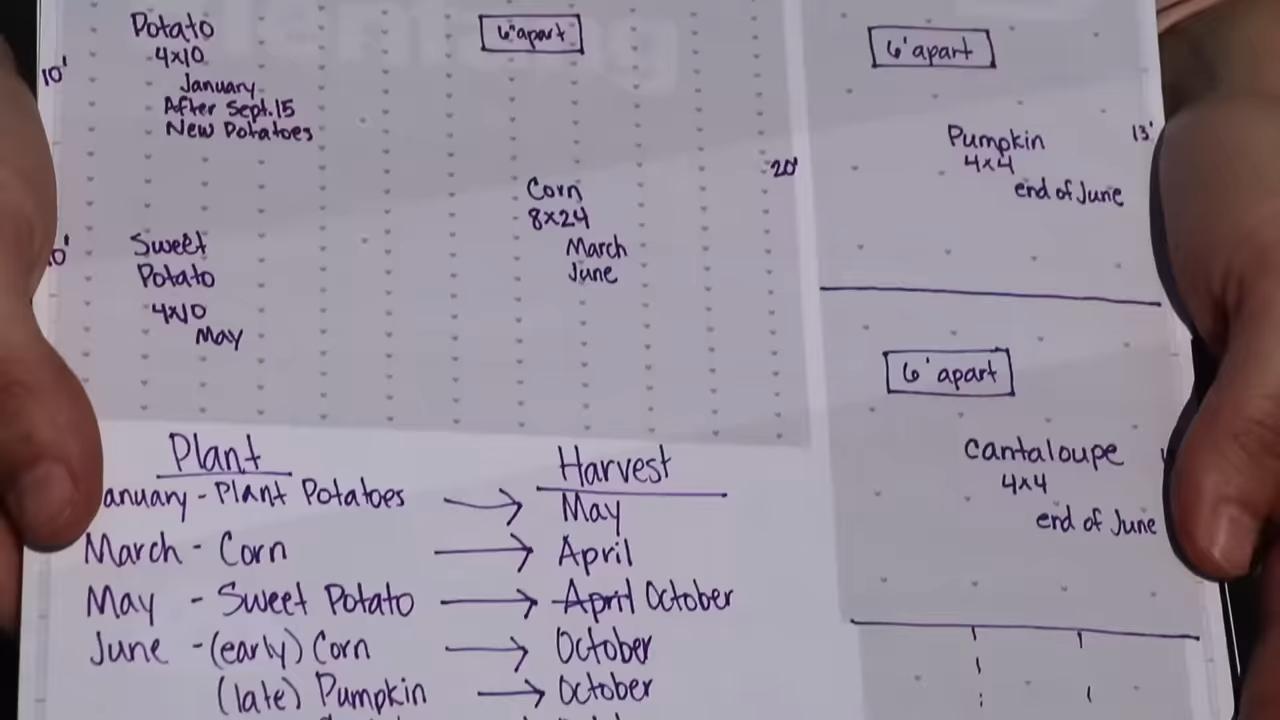 Potato
4x10
10'
January
After Sept.15
New Potatoes
6" apart
20'
Corn
8x24
March
June
Sweet
Potato
4x10
May
6' apart
Pumpkin
4x4
13'
end of June
6' apart
Cantaloupe
4x4
end of June
Plant Harvest
anuary - Plant Potatoes → May
March - Corn → April
May - Sweet Potato → April October
June - (early) Corn → October
(late) Pumpkin → October